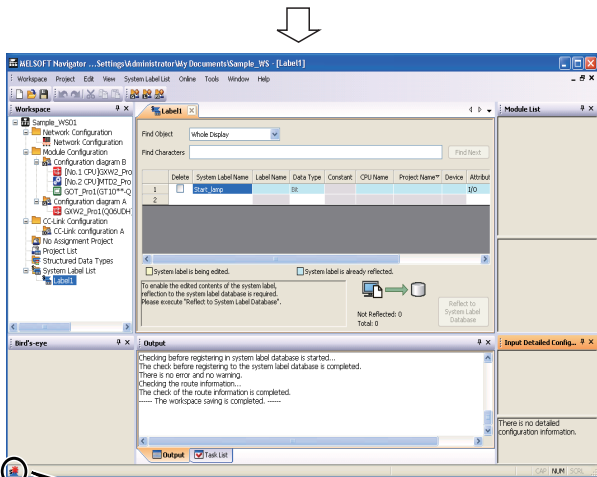 MELSOFT Navigator ...Settings\Administrator\My Documents\Sample_WS - [Label1]
Workspace Project Edit View System Label List Online Tools Window Help
Workspace
Sample_WS01
Network Configuration
Network Configuration
Module Configuration
Configuration diagram B
[No.1 CPU]GXW2_Pro
[No.2 CPU]MTD2_Pro
GOT_Pro1(GT10**-Q
Configuration diagram A
GXW2_Pro1(Q06UDH
CC-Link Configuration
CC-Link configuration A
No Assignment Project
Project List
Structured Data Types
System Label List
Label1
Label1
Find Object Whole Display
Find Characters Find Next
Delete System Label Name Label Name Data Type Constant CPU Name Project Name Device Attribut
1 Start_lamp Bit I/O
2
System label is being edited. System label is already reflected.
To enable the edited contents of the system label,
reflection to the system label database is required.
Please execute "Reflect to System Label Database".
Not Reflected: 0
Total: 0
Reflect to
System Label
Database
Module List
Bird's-eye
Output
Checking before registering in system label database is started...
The check before registering to the system label database is completed.
There is no error and no warning.
Checking the route information...
The check of the route information is completed.
------ The workspace saving is completed. ------
Output Task List
Input Detailed Config...
There is no detailed
configuration information.
CAP NUM SCRL